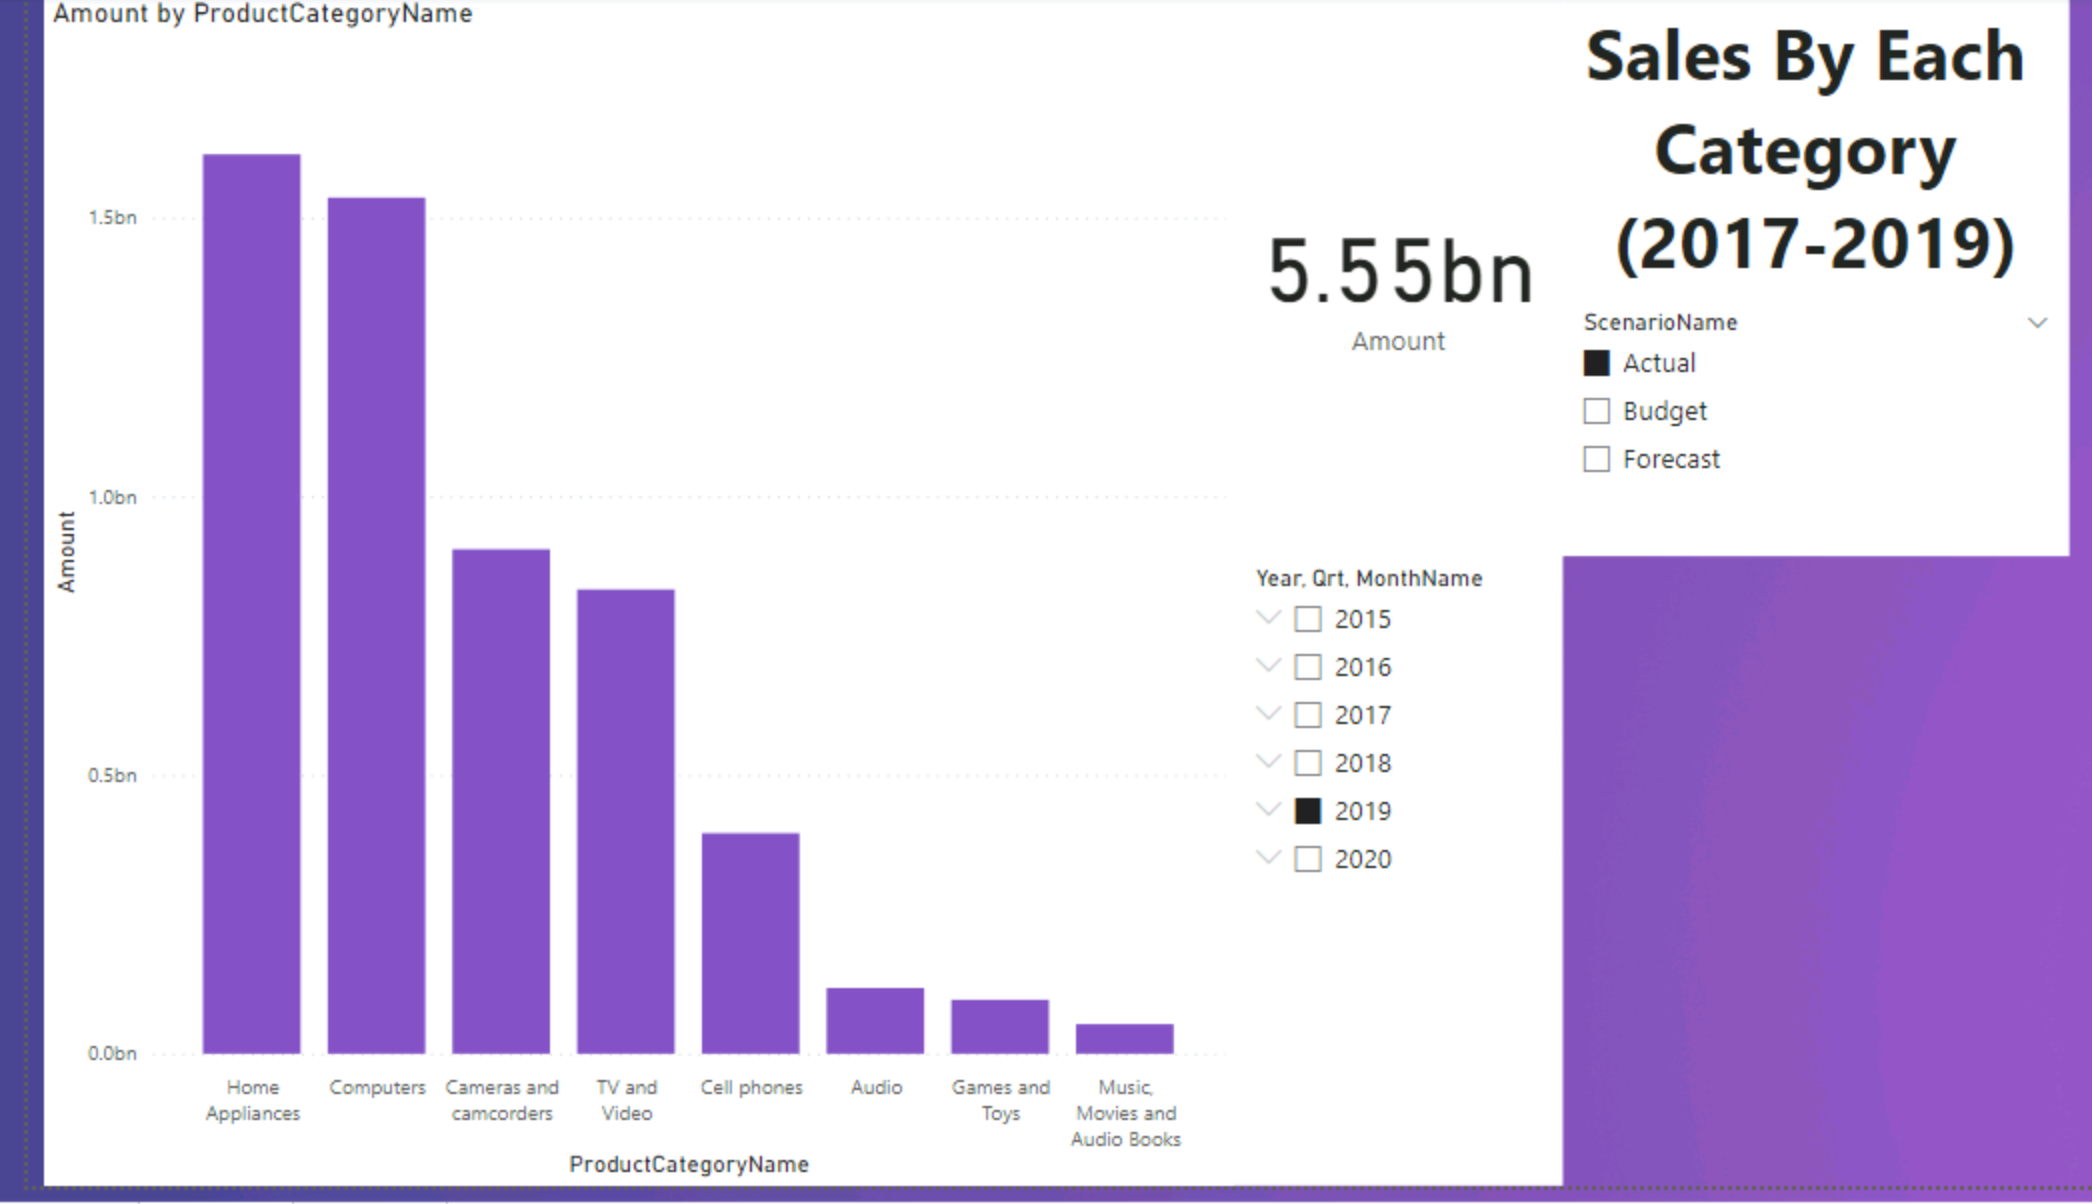 Amount by ProductCategoryName
1.5bn
1.0bn
0.5bn
0.0bn
Amount
Home
Appliances
Computers
Cameras and
camcorders
TV and
Video
Cell phones
Audio
Games and
Toys
Music,
Movies and
Audio Books
ProductCategoryName
5.55bn
Amount
Sales By Each
Category
(2017-2019)
ScenarioName
Actual
Budget
Forecast
Year, Qrt, MonthName
2015
2016
2017
2018
2019
2020